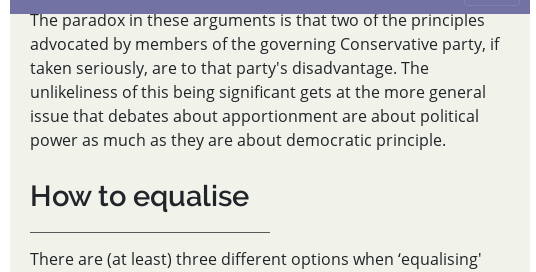 The paradox in these arguments is that two of the principles
advocated by members of the governing Conservative party, if
taken seriously, are to that party's disadvantage. The
unlikeliness of this being significant gets at the more general
issue that debates about apportionment are about political
power as much as they are about democratic principle.
How to equalise
There are (at least) three different options when ‘equalising'